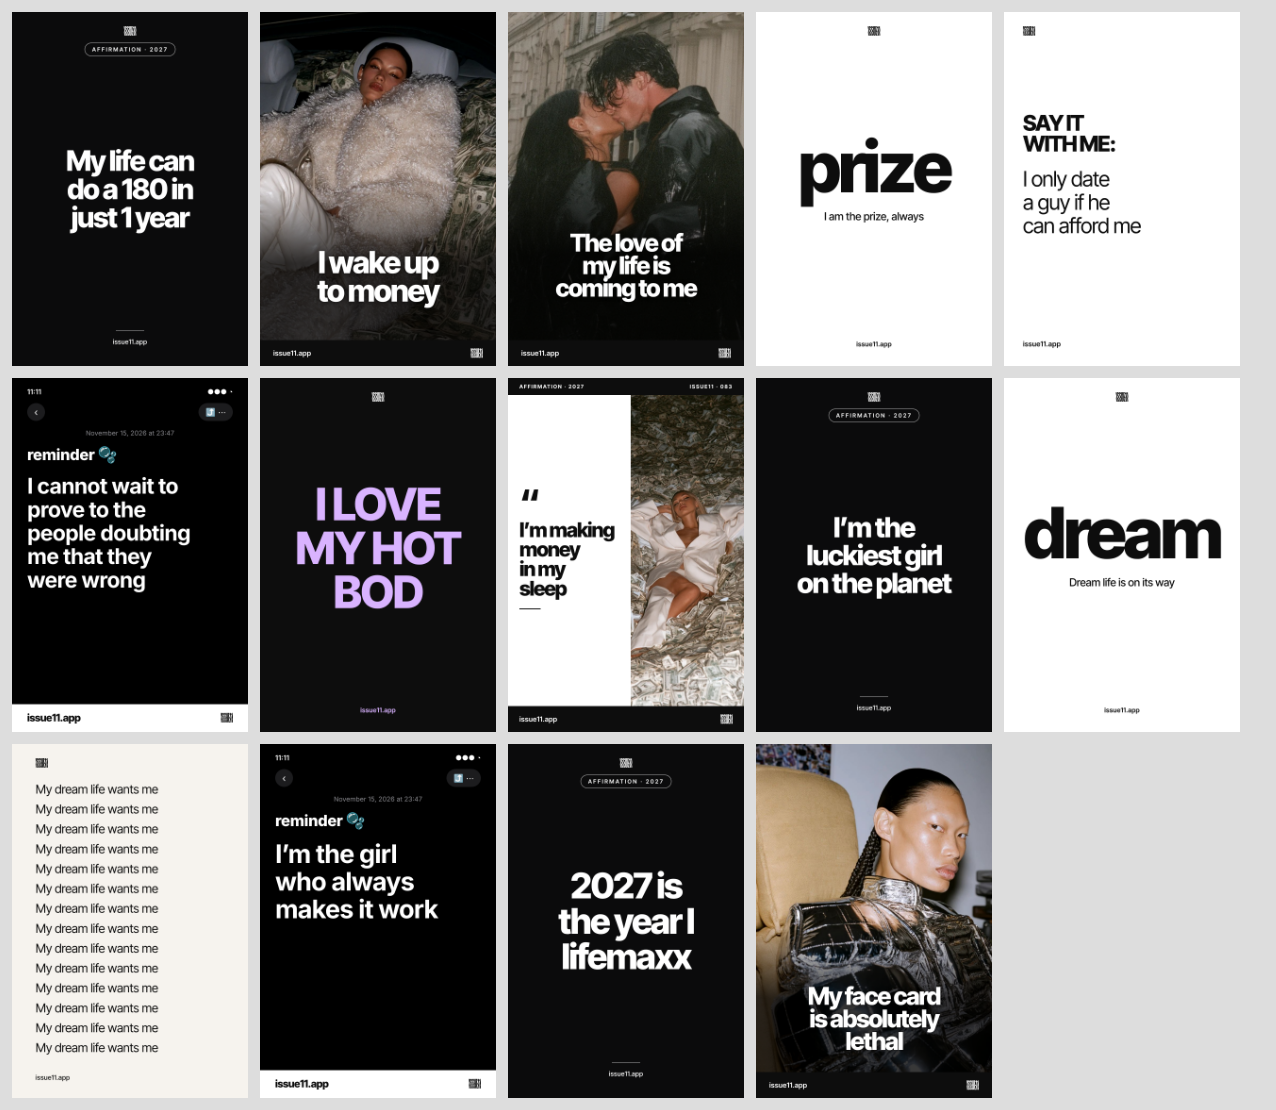 AFFIRMATION · 2027
My life can
do a 180 in
just 1 year
issue11.app
I wake up
to money
issue11.app
The love of
my life is
coming to me
issue11.app
prize
I am the prize, always
issue11.app
SAY IT
WITH ME:
I only date
a guy if he
can afford me
issue11.app
11:11
November 15, 2026 at 23:47
reminder 🫧
I cannot wait to
prove to the
people doubting
me that they
were wrong
issue11.app
I LOVE
MY HOT
BOD
issue11.app
AFFIRMATION · 2027
ISSUE11 · 083
“
I’m making
money
in my
sleep
issue11.app
AFFIRMATION · 2027
I’m the
luckiest girl
on the planet
issue11.app
dream
Dream life is on its way
issue11.app
My dream life wants me
My dream life wants me
My dream life wants me
My dream life wants me
My dream life wants me
My dream life wants me
My dream life wants me
My dream life wants me
My dream life wants me
My dream life wants me
My dream life wants me
My dream life wants me
My dream life wants me
My dream life wants me
issue11.app
11:11
November 15, 2026 at 23:47
reminder 🫧
I’m the girl
who always
makes it work
issue11.app
AFFIRMATION · 2027
2027 is
the year I
lifemaxx
issue11.app
My face card
is absolutely
lethal
issue11.app